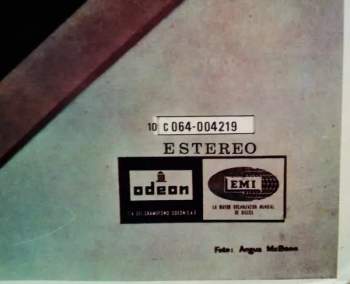 10 C 064-004219
ESTEREO
odeon
EMI
LA MAYOR ORGANIZACION MUNDIAL
DE DISCOS
Foto: Angus McBean